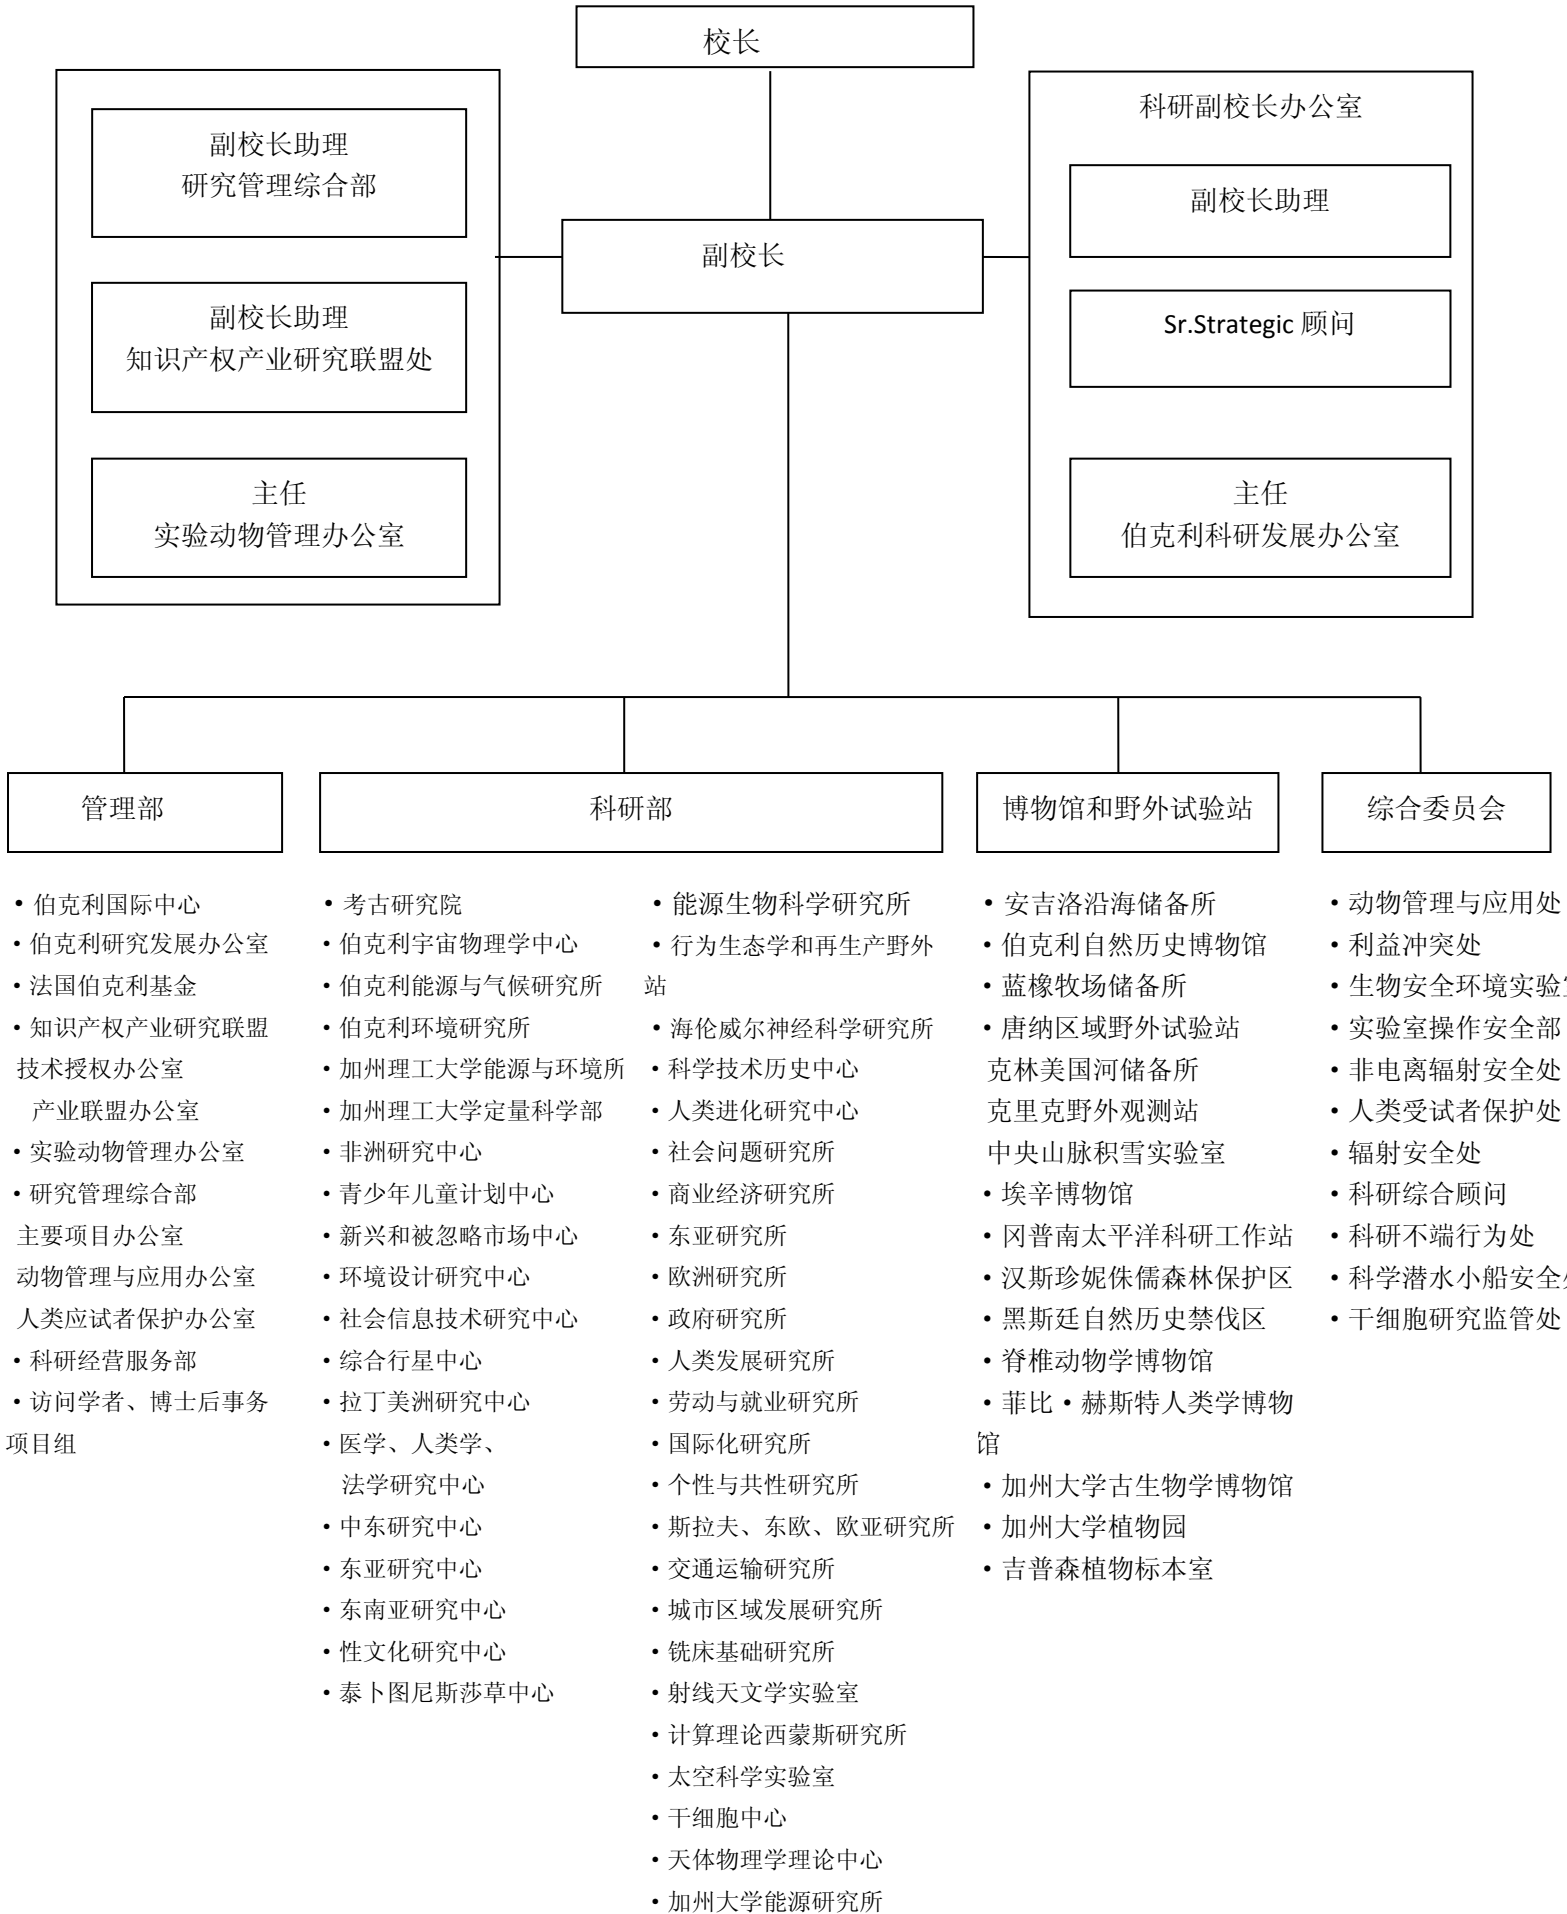 校长
副校长助理
研究管理综合部
副校长助理
知识产权产业研究联盟处
主任
实验动物管理办公室
副校长
科研副校长办公室
副校长助理
Sr.Strategic 顾问
主任
伯克利科研发展办公室
管理部
• 伯克利国际中心
• 伯克利研究发展办公室
• 法国伯克利基金
• 知识产权产业研究联盟
技术授权办公室
产业联盟办公室
• 实验动物管理办公室
• 研究管理综合部
主要项目办公室
动物管理与应用办公室
人类应试者保护办公室
• 科研经营服务部
• 访问学者、博士后事务
项目组
科研部
• 考古研究院
• 伯克利宇宙物理学中心
• 伯克利能源与气候研究所
• 伯克利环境研究所
• 加州理工大学能源与环境所
• 加州理工大学定量科学部
• 非洲研究中心
• 青少年儿童计划中心
• 新兴和被忽略市场中心
• 环境设计研究中心
• 社会信息技术研究中心
• 综合行星中心
• 拉丁美洲研究中心
• 医学、人类学、
法学研究中心
• 中东研究中心
• 东亚研究中心
• 东南亚研究中心
• 性文化研究中心
• 泰卜图尼斯莎草中心
• 能源生物科学研究所
• 行为生态学和再生产野外
站
• 海伦威尔神经科学研究所
• 科学技术历史中心
• 人类进化研究中心
• 社会问题研究所
• 商业经济研究所
• 东亚研究所
• 欧洲研究所
• 政府研究所
• 人类发展研究所
• 劳动与就业研究所
• 国际化研究所
• 个性与共性研究所
• 斯拉夫、东欧、欧亚研究所
• 交通运输研究所
• 城市区域发展研究所
• 铣床基础研究所
• 射线天文学实验室
• 计算理论西蒙斯研究所
• 太空科学实验室
• 干细胞中心
• 天体物理学理论中心
• 加州大学能源研究所
博物馆和野外试验站
• 安吉洛沿海储备所
• 伯克利自然历史博物馆
• 蓝橡牧场储备所
• 唐纳区域野外试验站
克林美国河储备所
克里克野外观测站
中央山脉积雪实验室
• 埃辛博物馆
• 冈普南太平洋科研工作站
• 汉斯珍妮侏儒森林保护区
• 黑斯廷自然历史禁伐区
• 脊椎动物学博物馆
• 菲比•赫斯特人类学博物
馆
• 加州大学古生物学博物馆
• 加州大学植物园
• 吉普森植物标本室
综合委员会
• 动物管理与应用处
• 利益冲突处
• 生物安全环境实验
• 实验室操作安全部
• 非电离辐射安全处
• 人类受试者保护处
• 辐射安全处
• 科研综合顾问
• 科研不端行为处
• 科学潜水小船安全
• 干细胞研究监管处